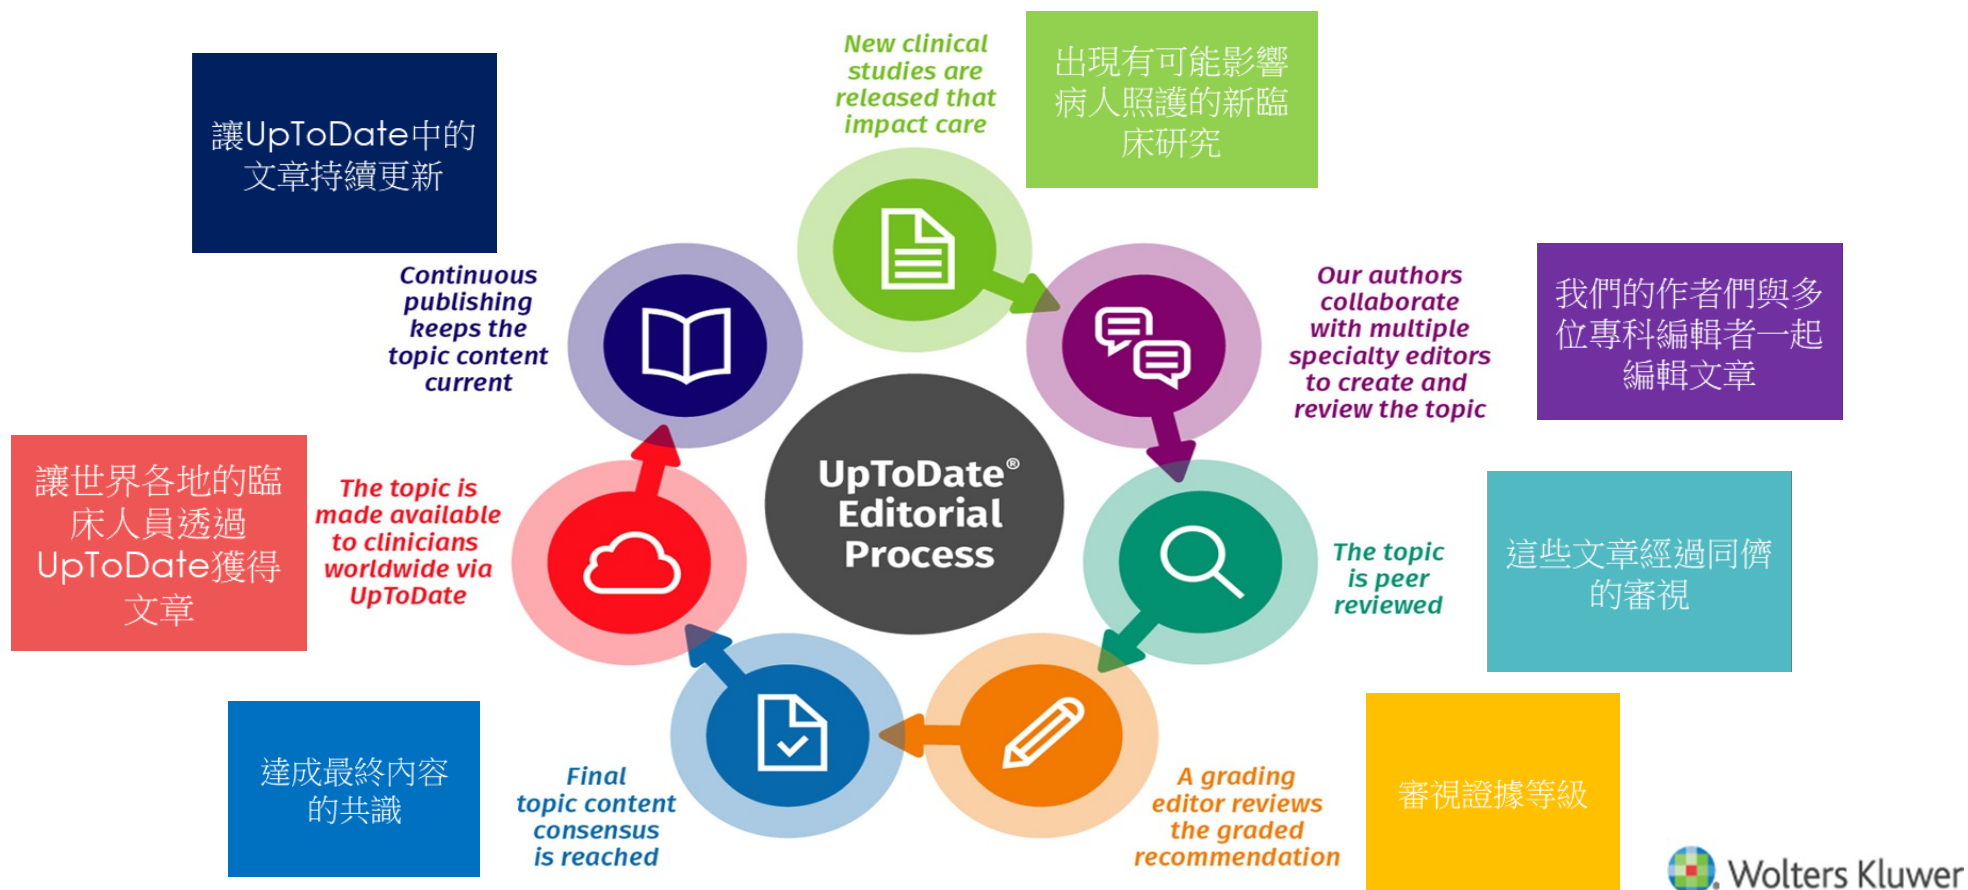 New clinical
studies are
released that
impact care
出現有可能影響
病人照護的新臨
床研究
Our authors
collaborate
with multiple
specialty editors
to create and
review the topic
我們的作者們與多
位專科編輯者一起
編輯文章
The topic
is peer
reviewed
這些文章經過同儕
的審視
A grading
editor reviews
the graded
recommendation
審視證據等級
Final
topic content
consensus
is reached
達成最終內容
的共識
The topic is
made available
to clinicians
worldwide via
UpToDate
讓世界各地的臨
床人員透過
UpToDate獲得
文章
Continuous
publishing
keeps the
topic content
current
讓UpToDate中的
文章持續更新
UpToDate®
Editorial
Process
Wolters Kluwer